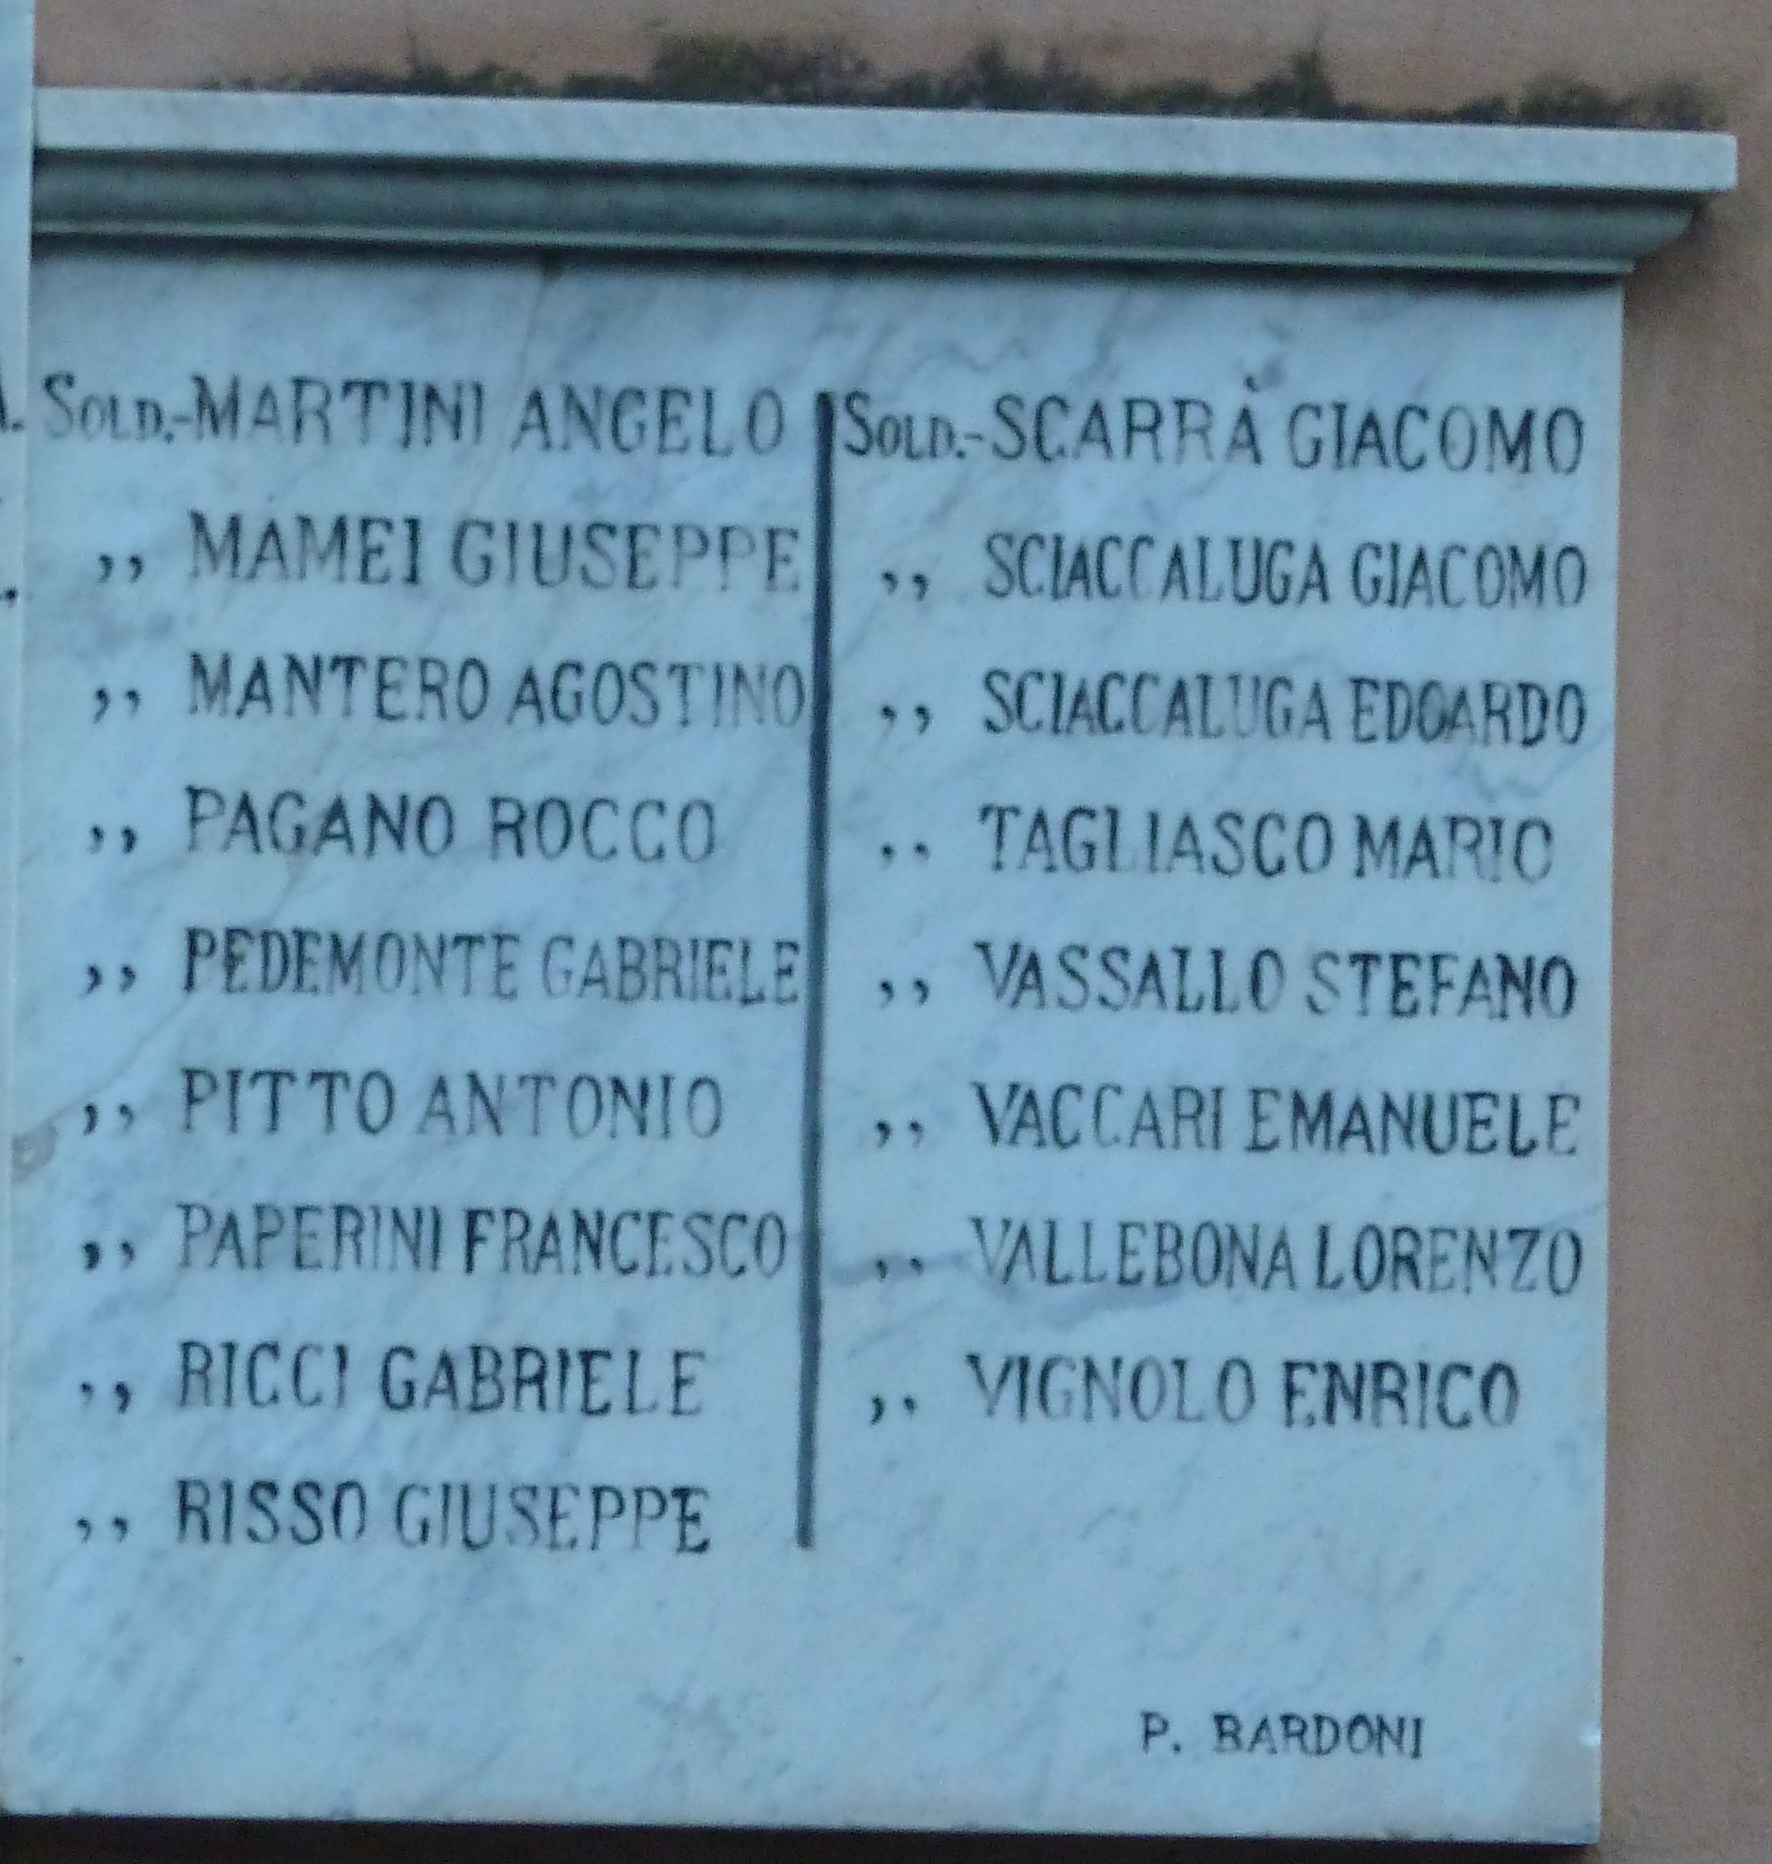 Sold.-MARTINI ANGELO
,, MAMEI GIUSEPPE
,, MANTERO AGOSTINO
,, PAGANO ROCCO
,, PEDEMONTE GABRIELE
,, PITTO ANTONIO
,, PAPERINI FRANCESCO
,, RICCI GABRIELE
,, RISSO GIUSEPPE
Sold.-SCARRÀ GIACOMO
,, SCIACCALUGA GIACOMO
,, SCIACCALUGA EDOARDO
,, TAGLIASCO MARIO
,, VASSALLO STEFANO
,, VACCARI EMANUELE
,, VALLEBONA LORENZO
,, VIGNOLO ENRICO
P. BARDONI